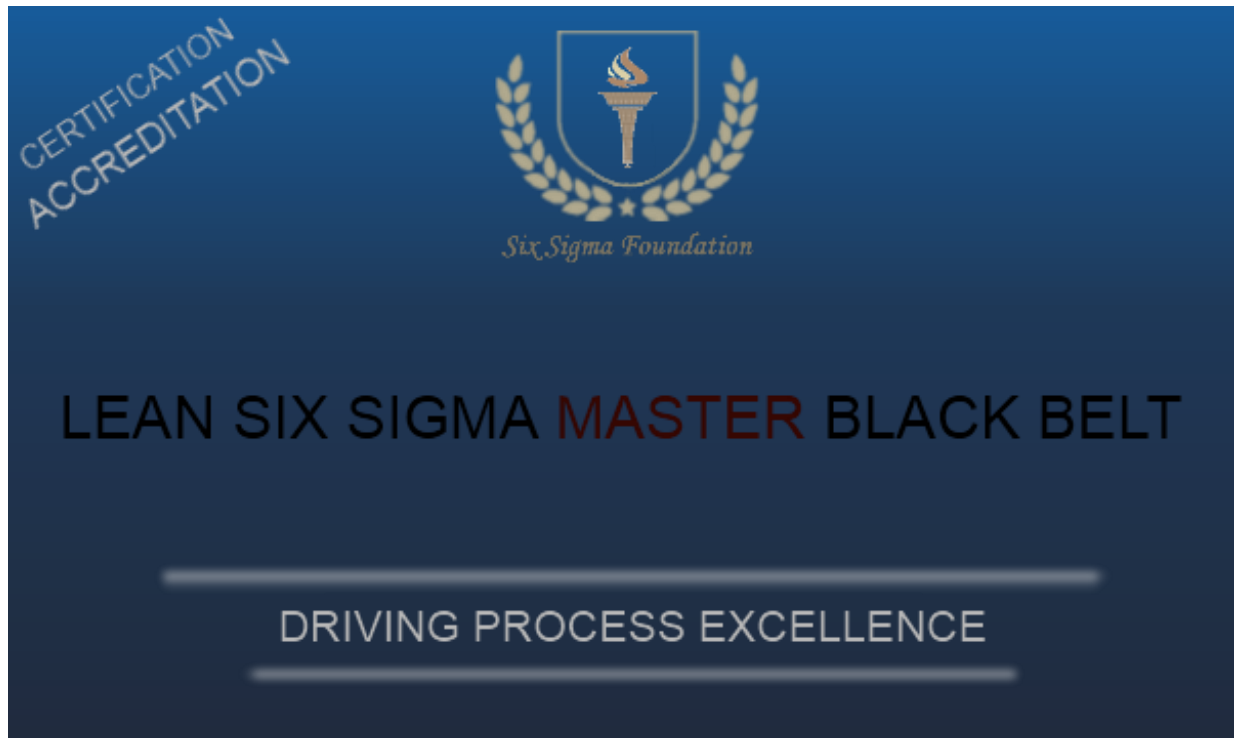 CERTIFICATION
ACCREDITATION
Six Sigma Foundation
LEAN SIX SIGMA MASTER BLACK BELT
DRIVING PROCESS EXCELLENCE